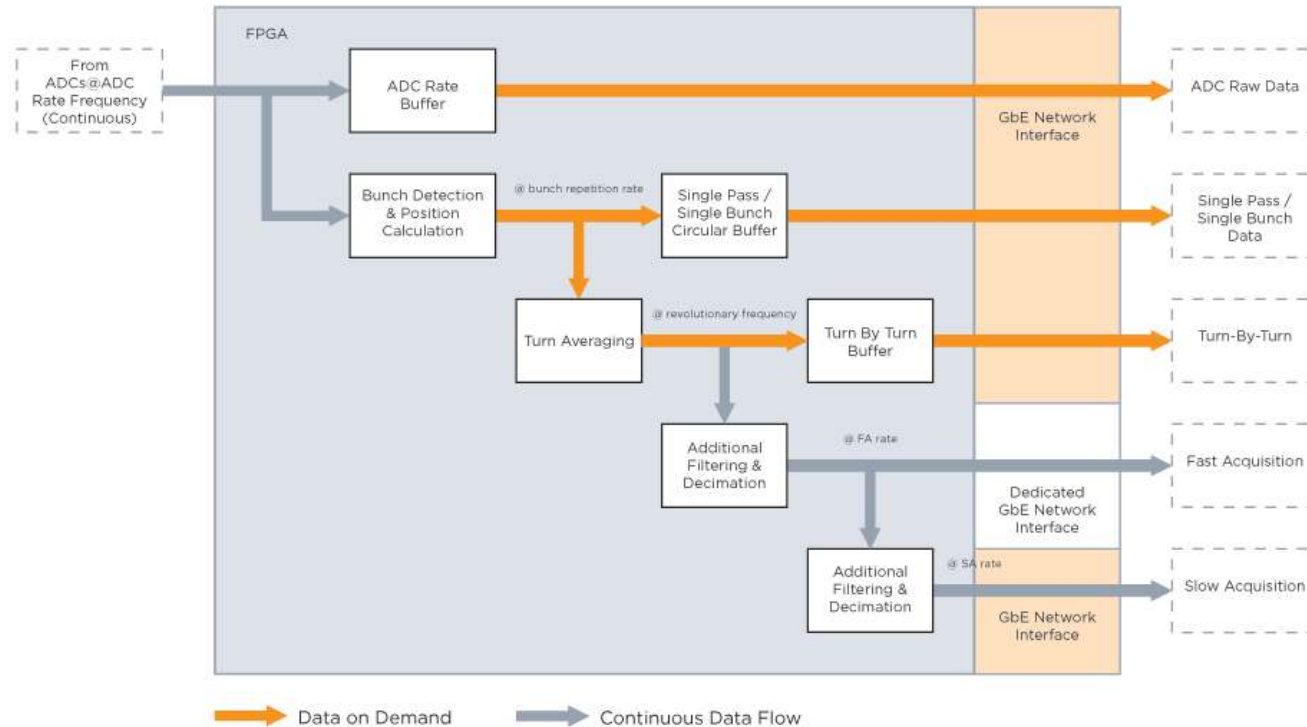 FPGA
From
ADCs@ADC
Rate Frequency
(Continuous)
ADC Rate
Buffer
GbE Network
Interface
ADC Raw Data
Bunch Detection
& Position
Calculation
@ bunch repetition rate
Single Pass /
Single Bunch
Circular Buffer
Single Pass /
Single Bunch
Data
Turn Averaging
@ revolutionary frequency
Turn By Turn
Buffer
Turn-By-Turn
Additional
Filtering &
Decimation
@ FA rate
Dedicated
GbE Network
Interface
Fast Acquisition
Additional
Filtering &
Decimation
@ SA rate
GbE Network
Interface
Slow Acquisition
Data on Demand
Continuous Data Flow